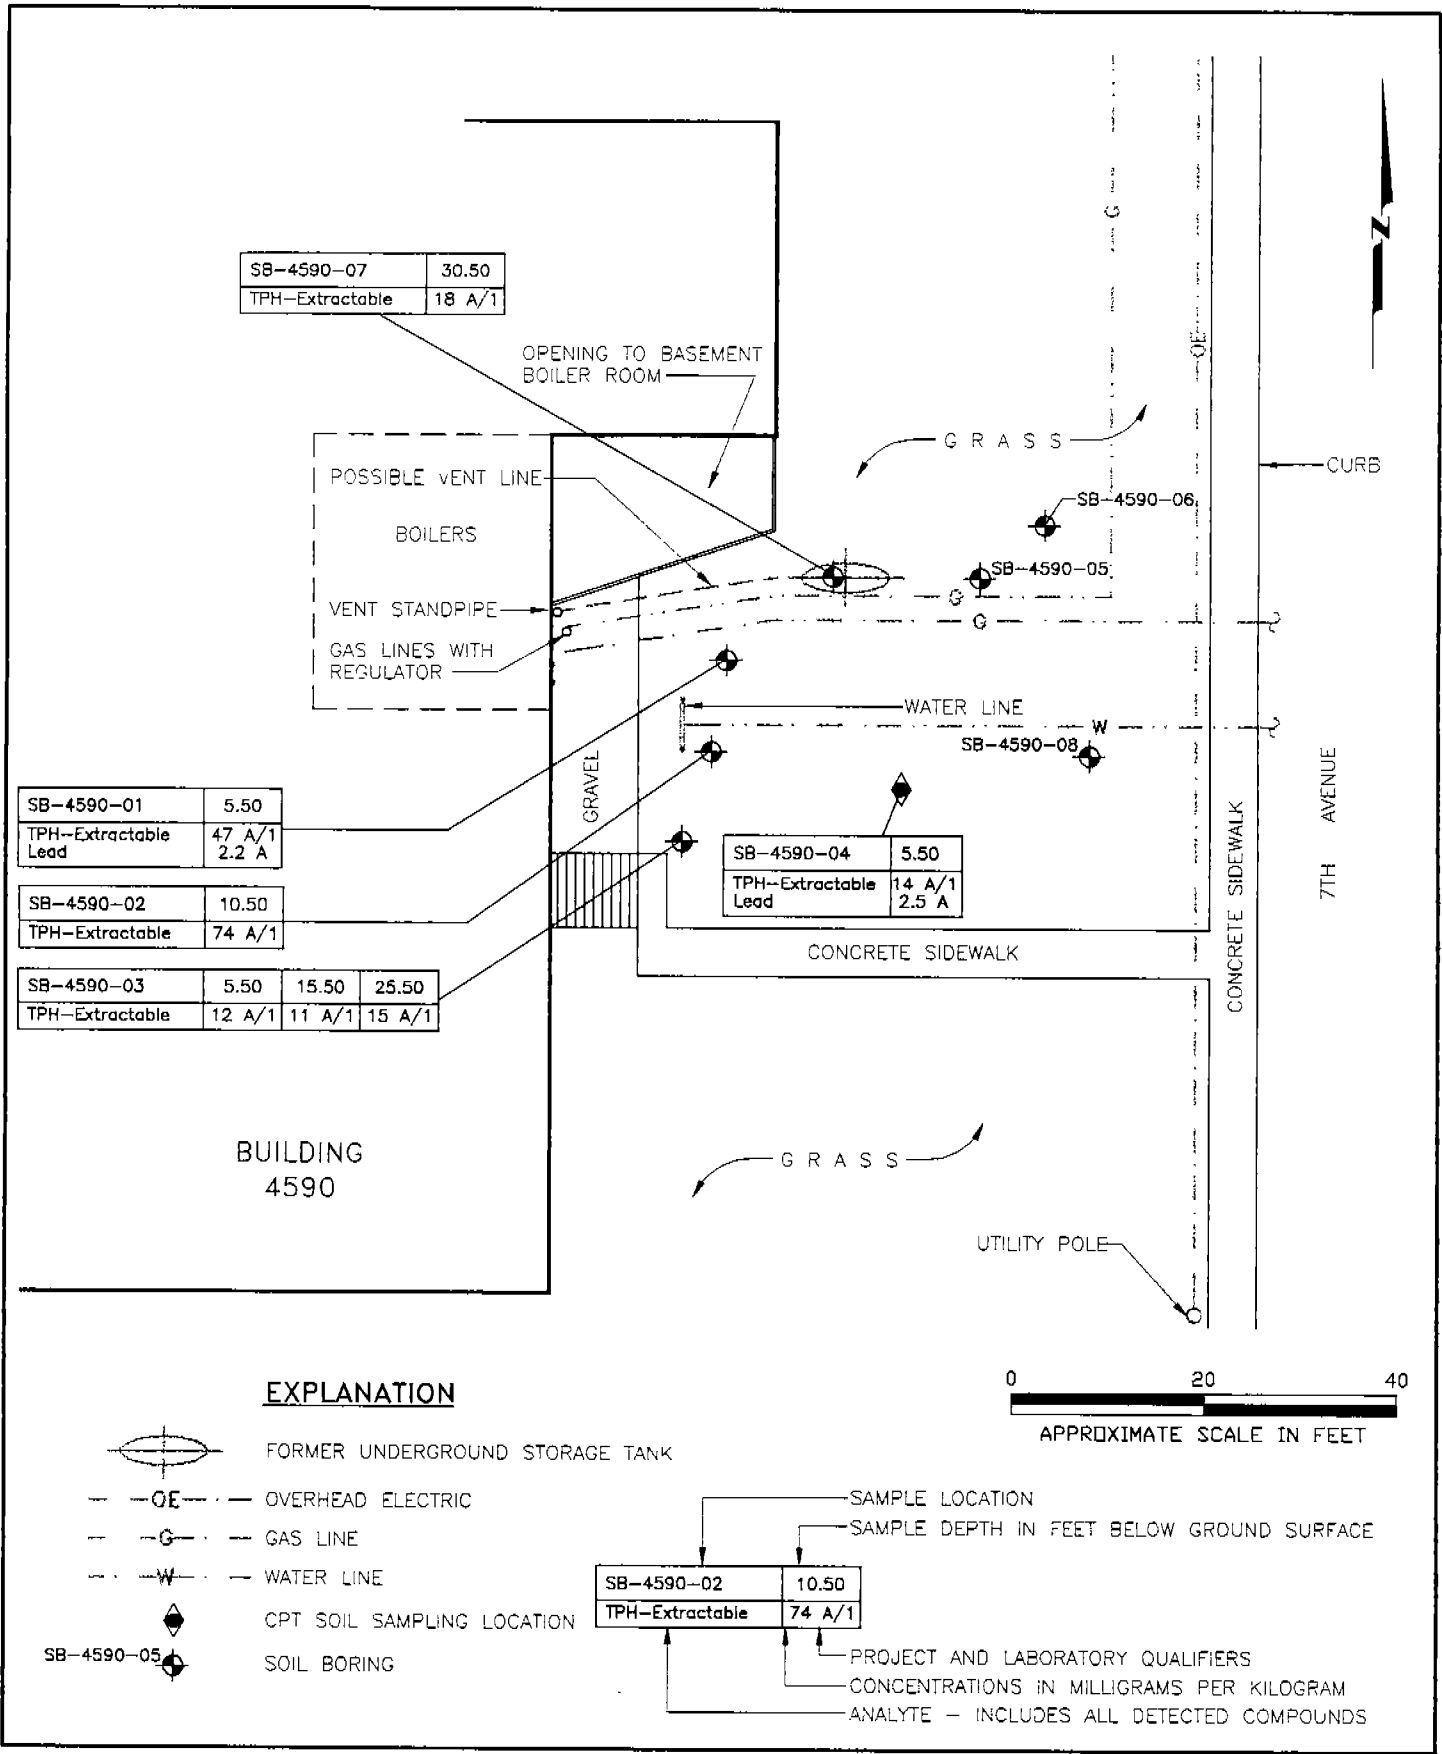 N
SB-4590-07 30.50
TPH-Extractable 18 A/1
OPENING TO BASEMENT
BOILER ROOM
G
OE
G R A S S
CURB
POSSIBLE VENT LINE
SB-4590-06
BOILERS
SB-4590-05
VENT STANDPIPE
G
G
GAS LINES WITH
REGULATOR
WATER LINE
W
SB-4590-08
GRAVEL
7TH AVENUE
CONCRETE SIDEWALK
SB-4590-01 5.50
TPH-Extractable 47 A/1
Lead 2.2 A
SB-4590-04 5.50
TPH-Extractable 14 A/1
Lead 2.5 A
SB-4590-02 10.50
TPH-Extractable 74 A/1
CONCRETE SIDEWALK
SB-4590-03 5.50 15.50 25.50
TPH-Extractable 12 A/1 11 A/1 15 A/1
BUILDING
4590
G R A S S
UTILITY POLE
0 20 40
APPROXIMATE SCALE IN FEET
EXPLANATION
FORMER UNDERGROUND STORAGE TANK
OE OVERHEAD ELECTRIC
G GAS LINE
W WATER LINE
CPT SOIL SAMPLING LOCATION
SB-4590-05 SOIL BORING
SAMPLE LOCATION
SAMPLE DEPTH IN FEET BELOW GROUND SURFACE
SB-4590-02 10.50
TPH-Extractable 74 A/1
PROJECT AND LABORATORY QUALIFIERS
CONCENTRATIONS IN MILLIGRAMS PER KILOGRAM
ANALYTE - INCLUDES ALL DETECTED COMPOUNDS